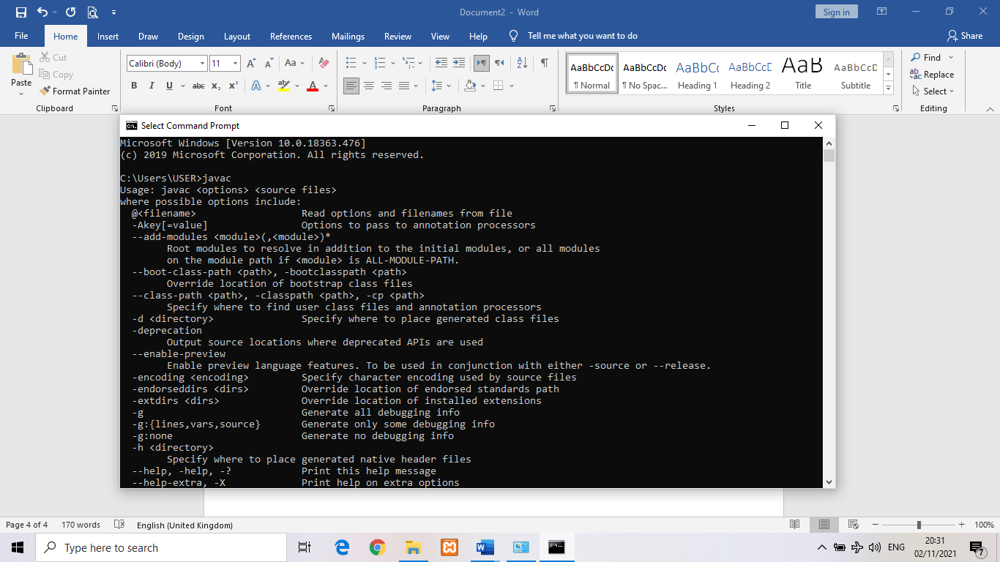 Document2 - Word
Sign in
File Home Insert Draw Design Layout References Mailings Review View Help Tell me what you want to do Share
Paste
Cut
Copy
Format Painter
Clipboard
Calibri (Body) 11
Font
Paragraph
AaBbCcDc ¶ Normal
AaBbCcDc ¶ No Spac...
AaBbCc Heading 1
AaBbCcD Heading 2
AaB Title
AaBbCcD Subtitle
Styles
Find
Replace
Select
Editing
Select Command Prompt
Microsoft Windows [Version 10.0.18363.476]
(c) 2019 Microsoft Corporation. All rights reserved.
C:\Users\USER>javac
Usage: javac <options> <source files>
where possible options include:
@<filename> Read options and filenames from file
-Akey[=value] Options to pass to annotation processors
--add-modules <module>(,<module>)*
Root modules to resolve in addition to the initial modules, or all modules
on the module path if <module> is ALL-MODULE-PATH.
--boot-class-path <path>, -bootclasspath <path>
Override location of bootstrap class files
--class-path <path>, -classpath <path>, -cp <path>
Specify where to find user class files and annotation processors
-d <directory> Specify where to place generated class files
-deprecation
Output source locations where deprecated APIs are used
--enable-preview
Enable preview language features. To be used in conjunction with either -source or --release.
-encoding <encoding> Specify character encoding used by source files
-endorseddirs <dirs> Override location of endorsed standards path
-extdirs <dirs> Override location of installed extensions
-g Generate all debugging info
-g:{lines,vars,source} Generate only some debugging info
-g:none Generate no debugging info
-h <directory>
Specify where to place generated native header files
--help, -help, -? Print this help message
--help-extra, -X Print help on extra options
Page 4 of 4 170 words English (United Kingdom) 100%
Type here to search
ENG
20:31
02/11/2021
7